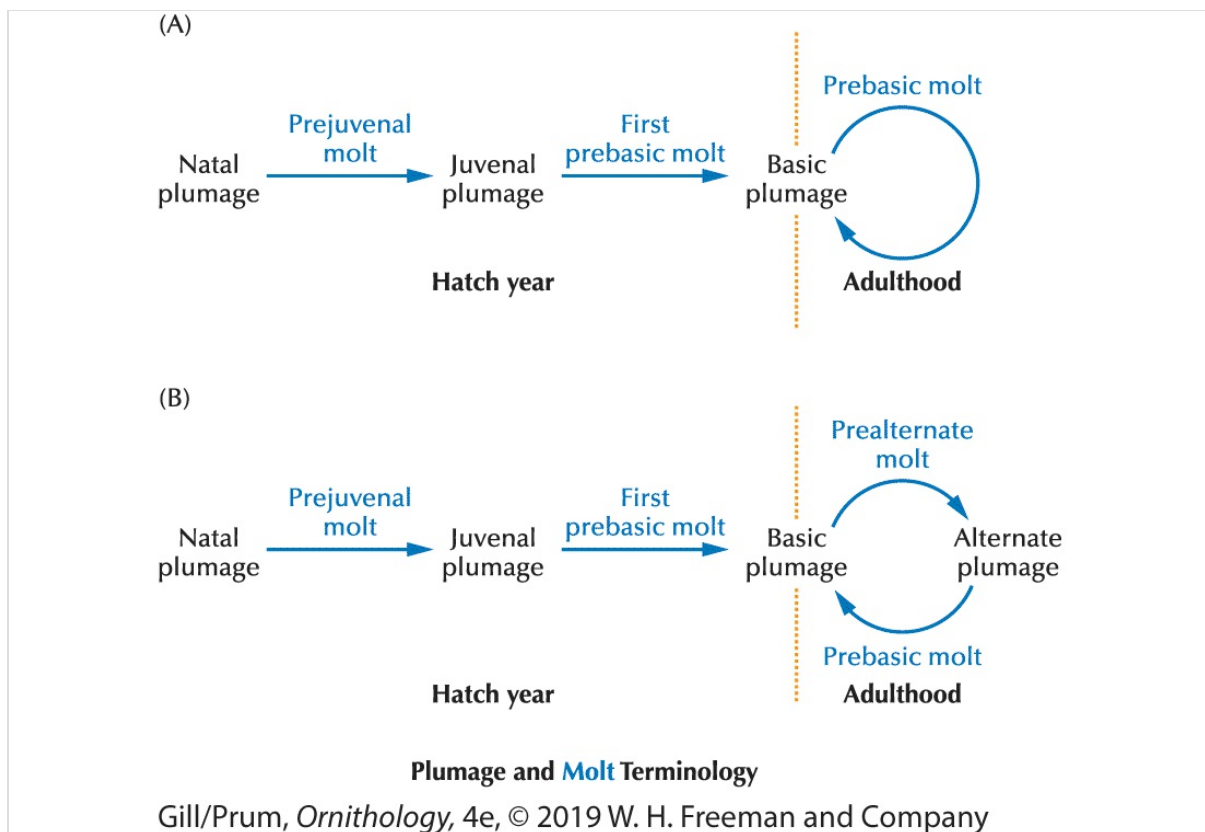 (A)
Prejuvenal
molt
First
prebasic molt
Prebasic molt
Natal
plumage
Juvenal
plumage
Basic
plumage
Hatch year
Adulthood
(B)
Prejuvenal
molt
First
prebasic molt
Prealternate
molt
Natal
plumage
Juvenal
plumage
Basic
plumage
Alternate
plumage
Prebasic molt
Hatch year
Adulthood
Plumage and Molt Terminology
Gill/Prum, Ornithology, 4e, © 2019 W. H. Freeman and Company